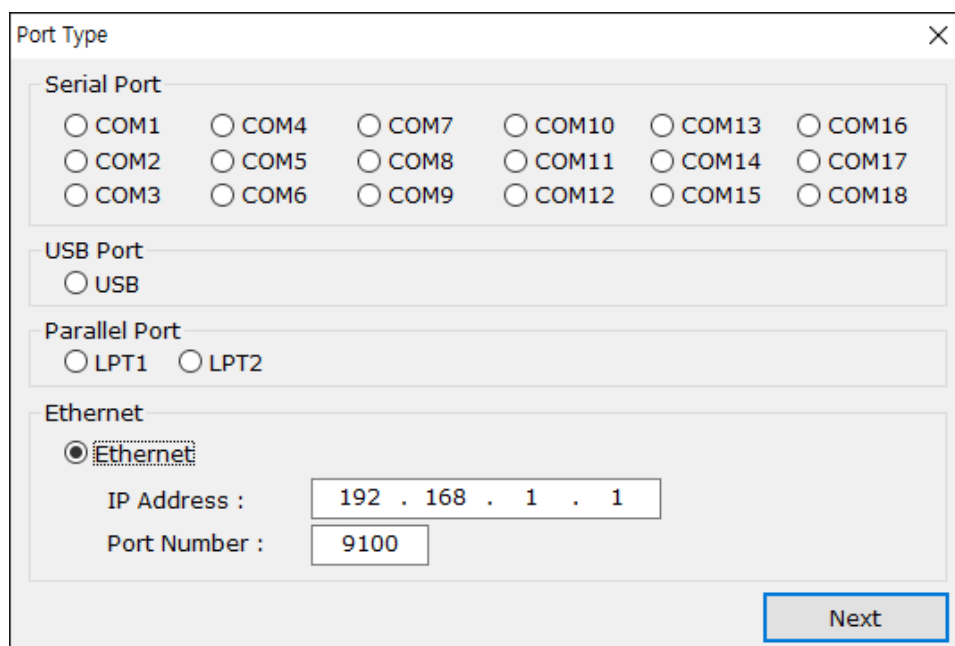 Port Type
Serial Port
COM1 COM4 COM7 COM10 COM13 COM16
COM2 COM5 COM8 COM11 COM14 COM17
COM3 COM6 COM9 COM12 COM15 COM18
USB Port
USB
Parallel Port
LPT1 LPT2
Ethernet
Ethernet
IP Address : 192 . 168 . 1 . 1
Port Number : 9100
Next